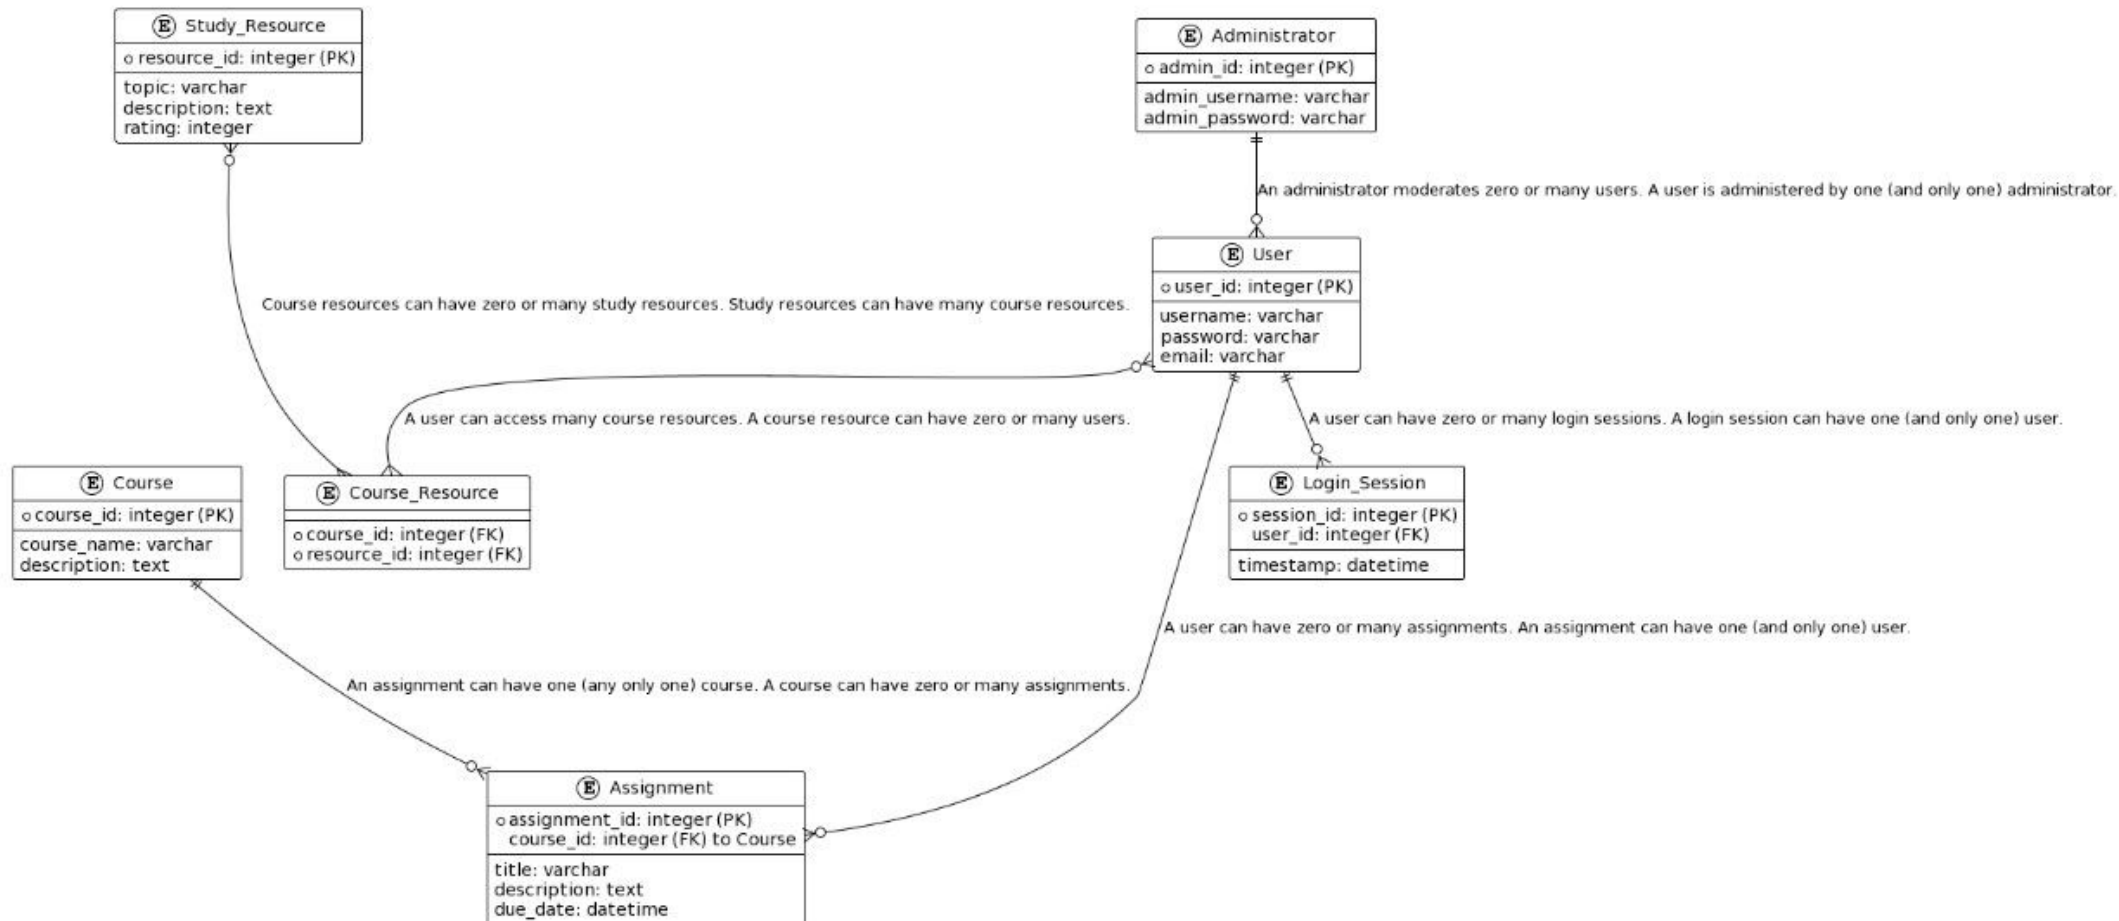 E Study_Resource
resource_id: integer (PK)
topic: varchar
description: text
rating: integer
E Administrator
admin_id: integer (PK)
admin_username: varchar
admin_password: varchar
An administrator moderates zero or many users. A user is administered by one (and only one) administrator.
E User
user_id: integer (PK)
username: varchar
password: varchar
email: varchar
Course resources can have zero or many study resources. Study resources can have many course resources.
A user can access many course resources. A course resource can have zero or many users.
A user can have zero or many login sessions. A login session can have one (and only one) user.
E Course
course_id: integer (PK)
course_name: varchar
description: text
E Course_Resource
course_id: integer (FK)
resource_id: integer (FK)
E Login_Session
session_id: integer (PK)
user_id: integer (FK)
timestamp: datetime
A user can have zero or many assignments. An assignment can have one (and only one) user.
An assignment can have one (any only one) course. A course can have zero or many assignments.
E Assignment
assignment_id: integer (PK)
course_id: integer (FK) to Course
title: varchar
description: text
due_date: datetime